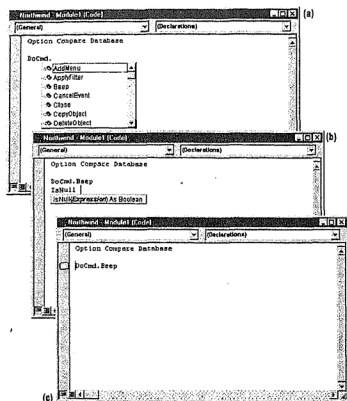 Northwind - Module1 (Code)
(a)
(General)
(Declarations)
Option Compare Database
DoCmd.
AddMenu
ApplyFilter
Beep
CancelEvent
Close
CopyObject
DeleteObject
Northwind - Module1 (Code)
(b)
(General)
(Declarations)
Option Compare Database
DoCmd.Beep
IsNull
IsNull(Expression) As Boolean
Northwind - Module1 (Code)
(General)
(Declarations)
Option Compare Database
DoCmd.Beep
(c)